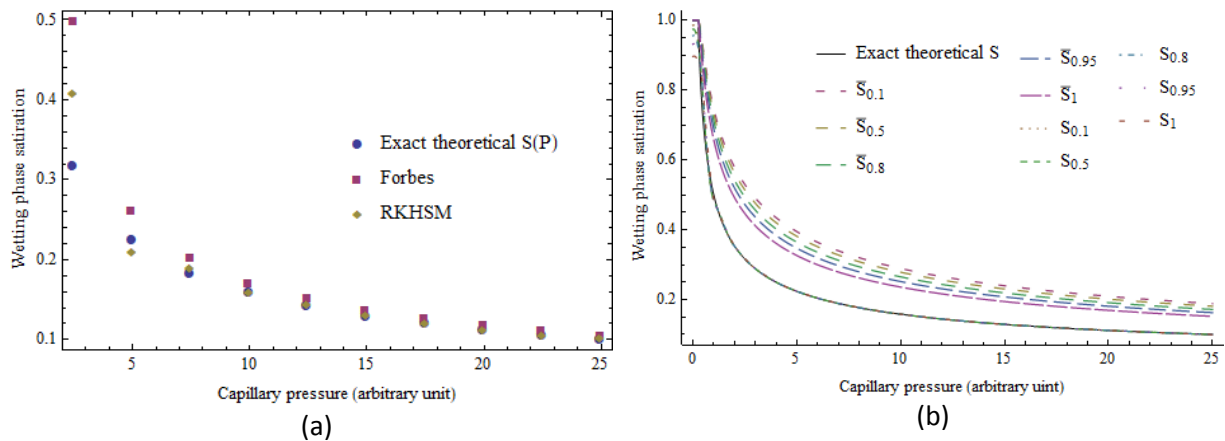 0.5
0.4
0.3
0.2
0.1
Wetting phase saturation
Exact theoretical S(P)
Forbes
RKHSM
5
10
15
20
25
Capillary pressure (arbitrary unit)
(a)
1.0
0.8
0.6
0.4
0.2
Wetting phase satiration
Exact theoretical S
S̅0.1
S̅0.5
S̅0.8
S̅0.95
S̅1
S0.1
S0.5
S0.8
S0.95
S1
0
5
10
15
20
25
Capillary pressure (arbitrary uint)
(b)